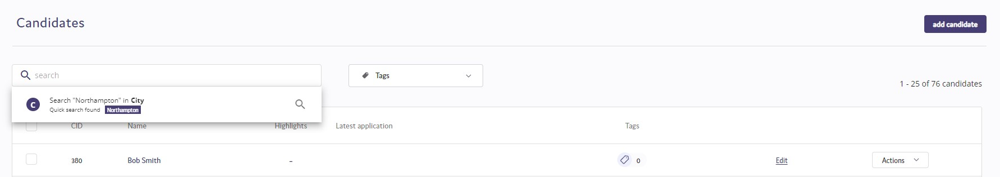 Candidates
add candidate
search
Tags
1 - 25 of 76 candidates
C
Search "Northampton" in City
Quick search found Northampton
CID Name Highlights Latest application Tags
380 Bob Smith – 0 Edit Actions